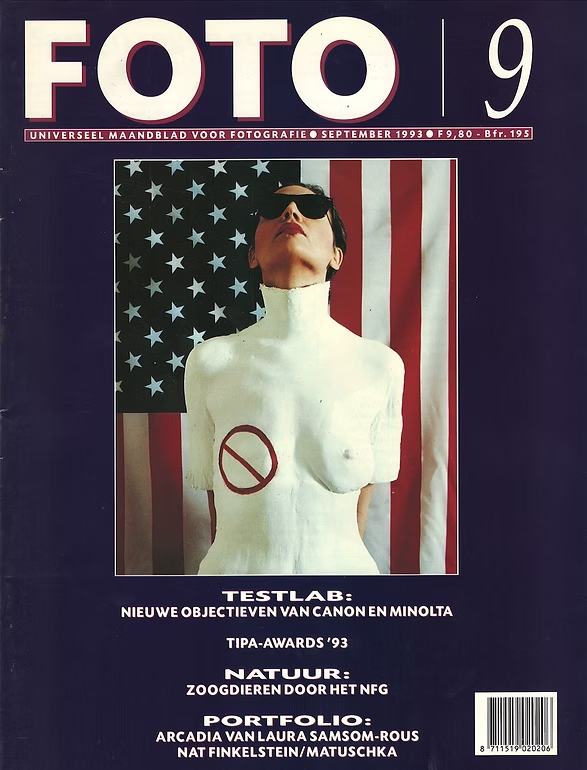 FOTO 9
UNIVERSEEL MAANDBLAD VOOR FOTOGRAFIE ● SEPTEMBER 1993 ● F 9,80 - Bfr. 195
TESTLAB:
NIEUWE OBJECTIEVEN VAN CANON EN MINOLTA
TIPA-AWARDS '93
NATUUR:
ZOOGDIEREN DOOR HET NFG
PORTFOLIO:
ARCADIA VAN LAURA SAMSOM-ROUS
NAT FINKELSTEIN/MATUSCHKA
8 711519 020206